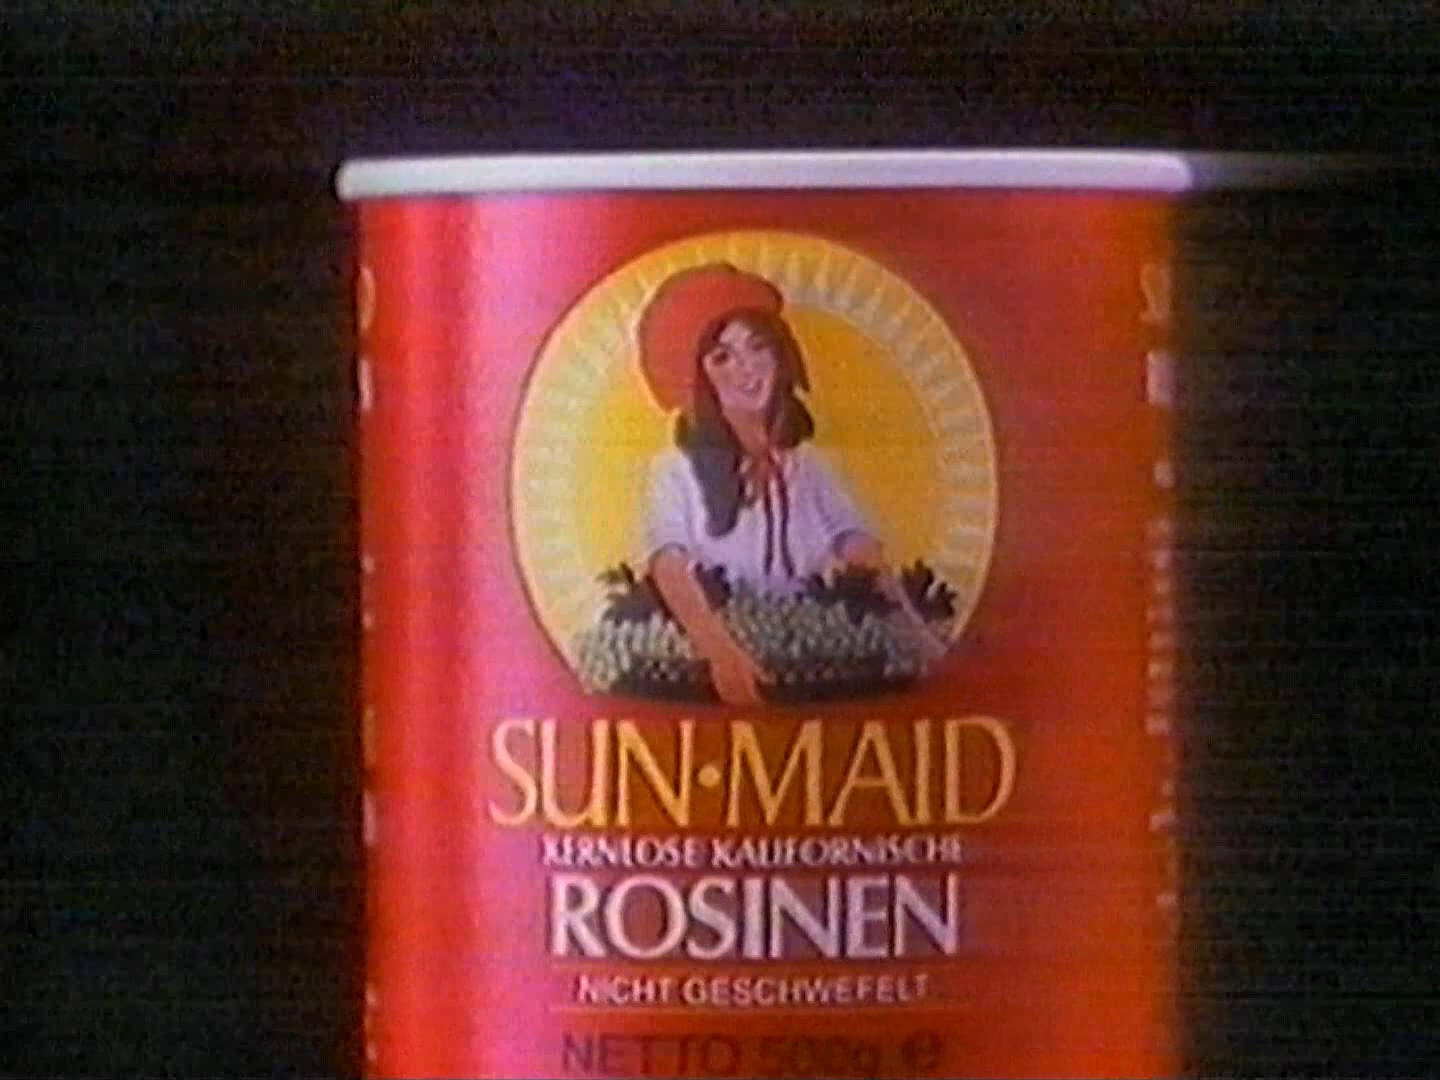 SUN·MAID
KERNLOSE KALIFORNISCHE
ROSINEN
NICHT GESCHWEFELT
NETTO 500g e